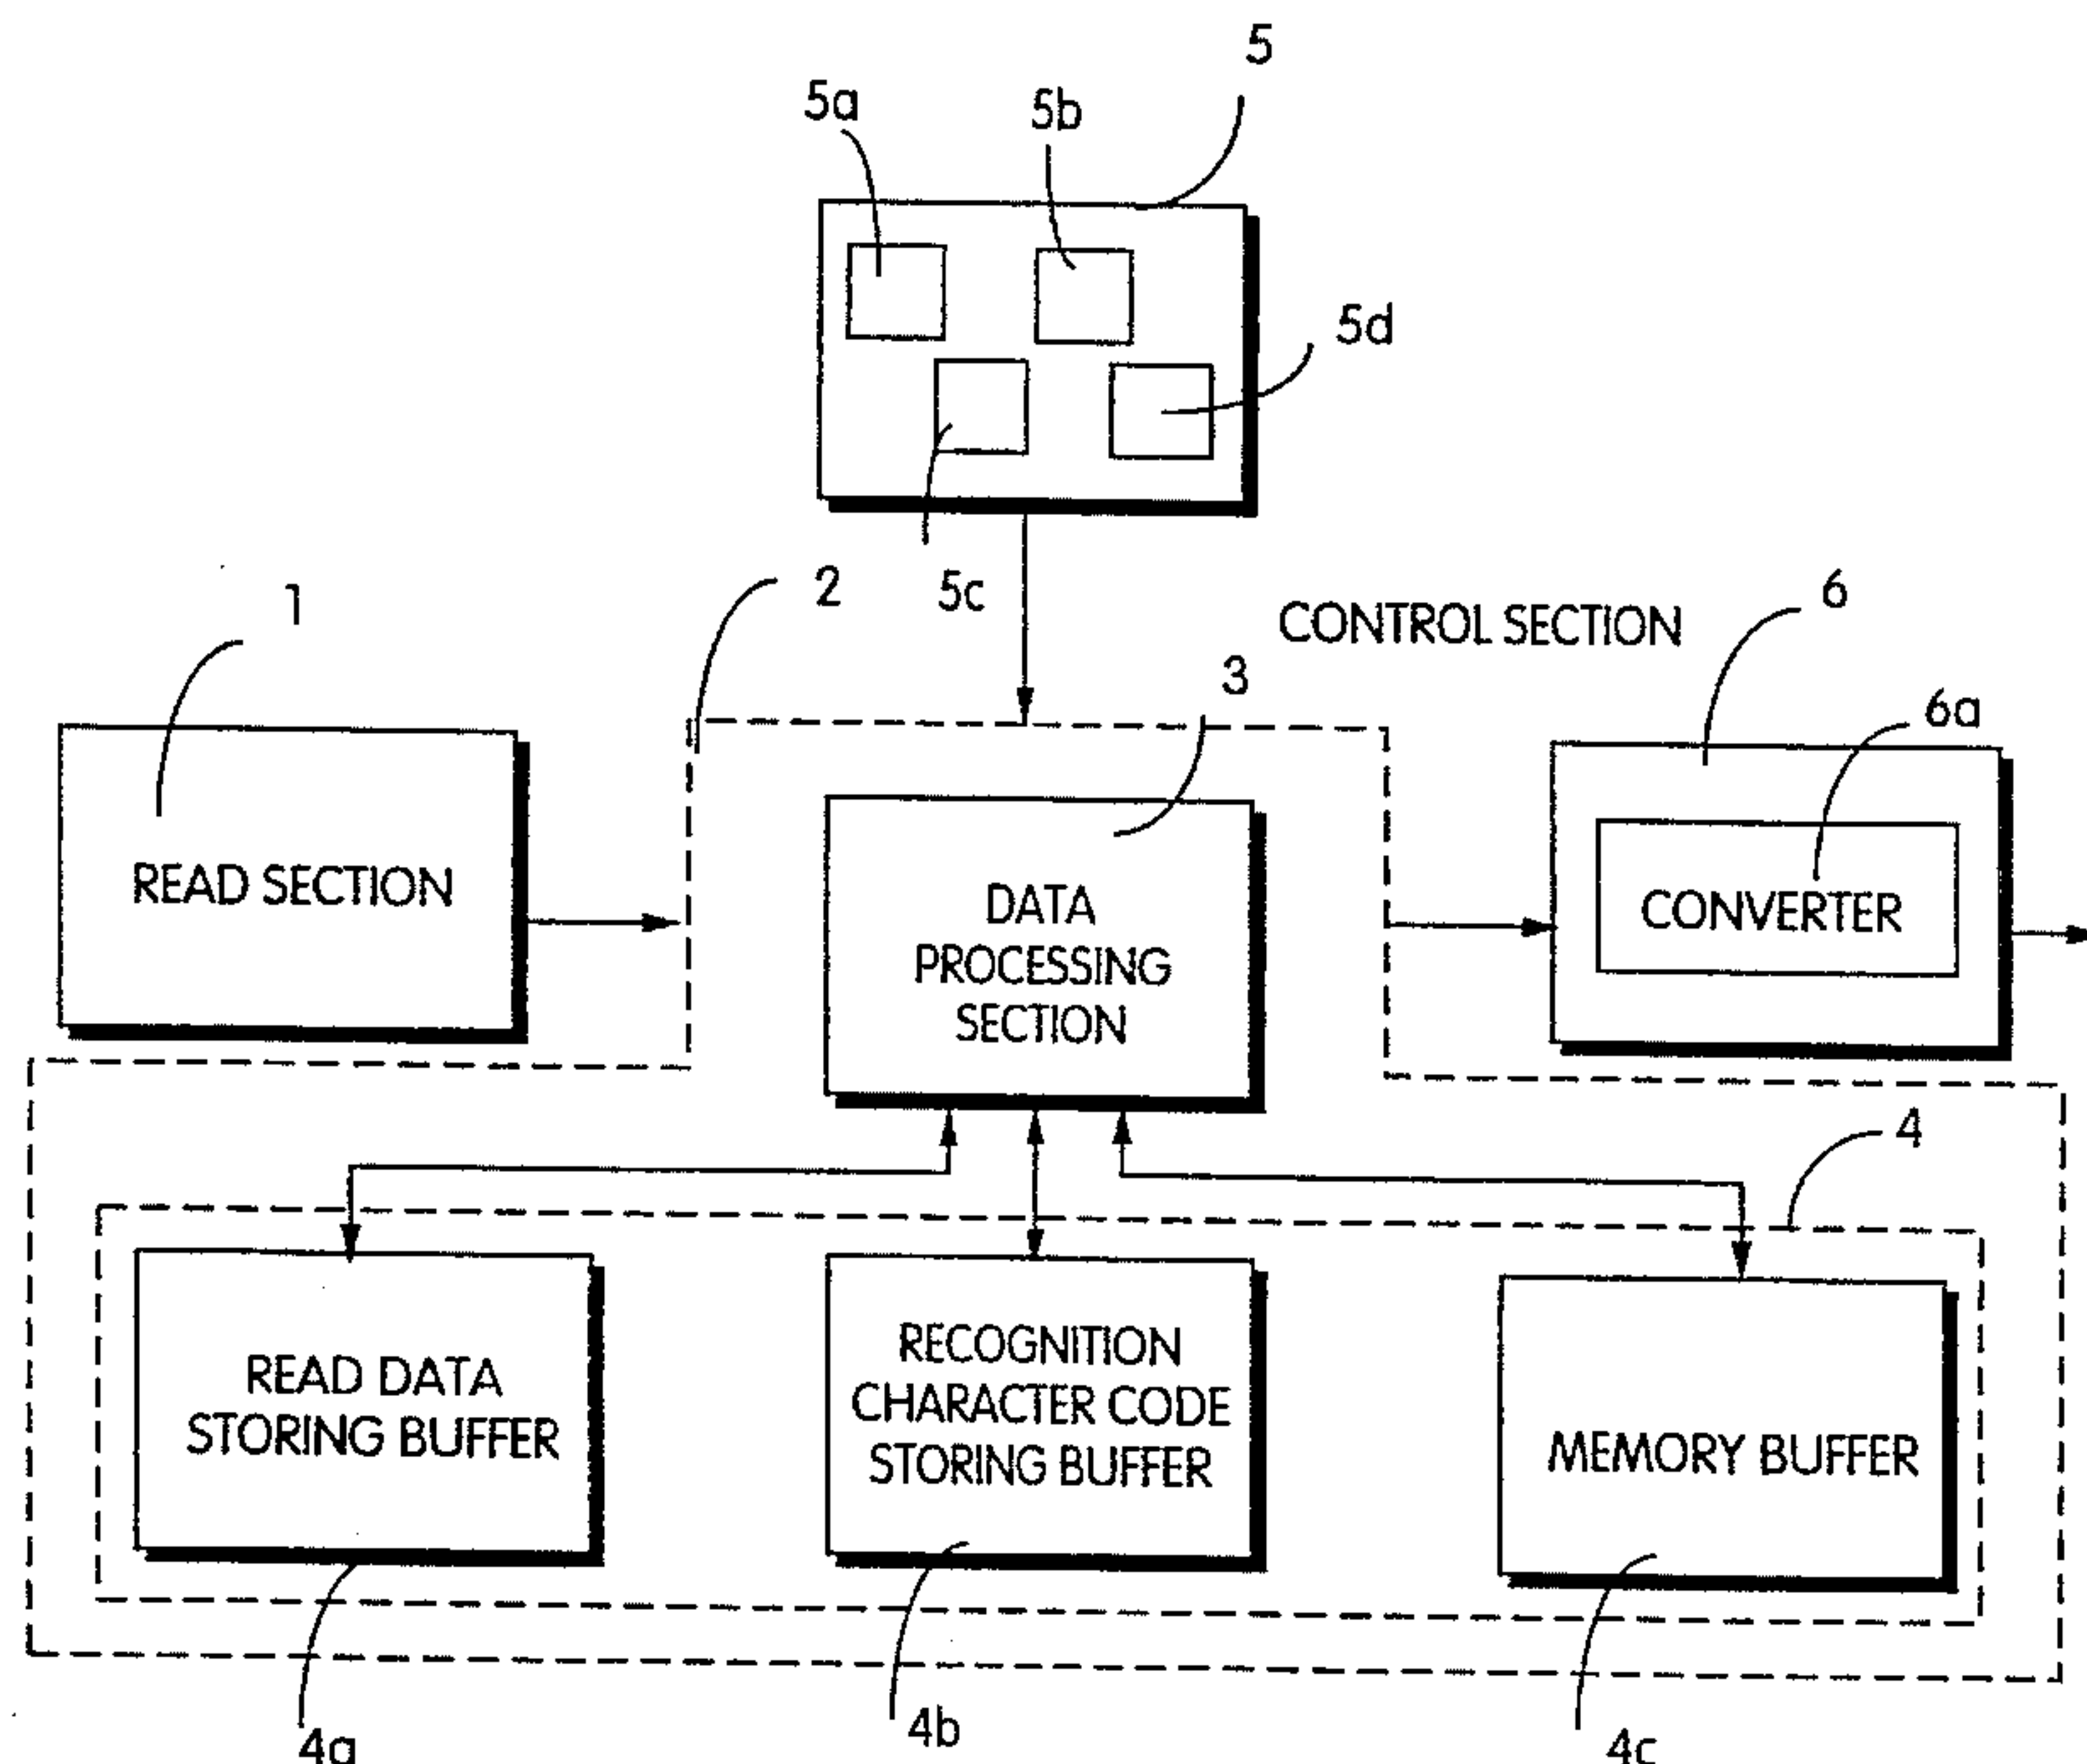 5
5a
5b
5d
5c
2
1
CONTROL SECTION
6
3
6a
READ SECTION
DATA
PROCESSING
SECTION
CONVERTER
4
READ DATA
STORING BUFFER
RECOGNITION
CHARACTER CODE
STORING BUFFER
MEMORY BUFFER
4a
4b
4c